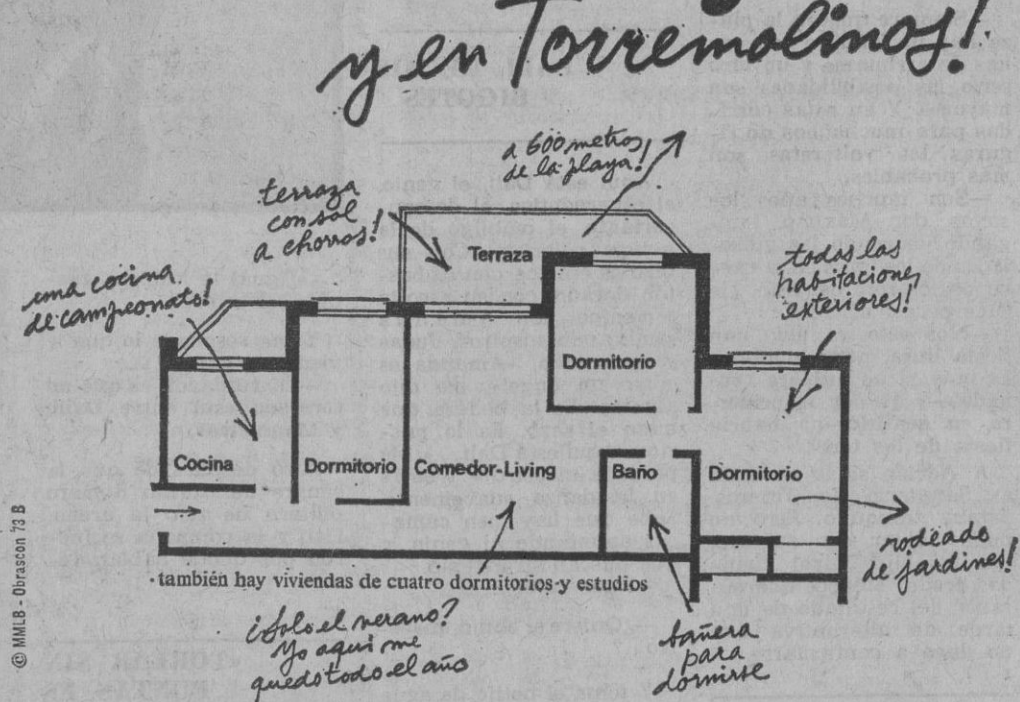 y en Torremolinos!
a 600 metros
de la playa!
terraza
con sol
a chorros!
Terraza
una cocina
de campeonato!
todas las
habitaciones
exteriores!
Dormitorio
Cocina
Dormitorio
Comedor-Living
Baño
Dormitorio
rodeado
de jardines!
también hay viviendas de cuatro dormitorios y estudios
¿Solo el verano?
Yo aquí me
quedo todo el año
bañera
para
dormirse
© MMLB - Obrascon 73 B